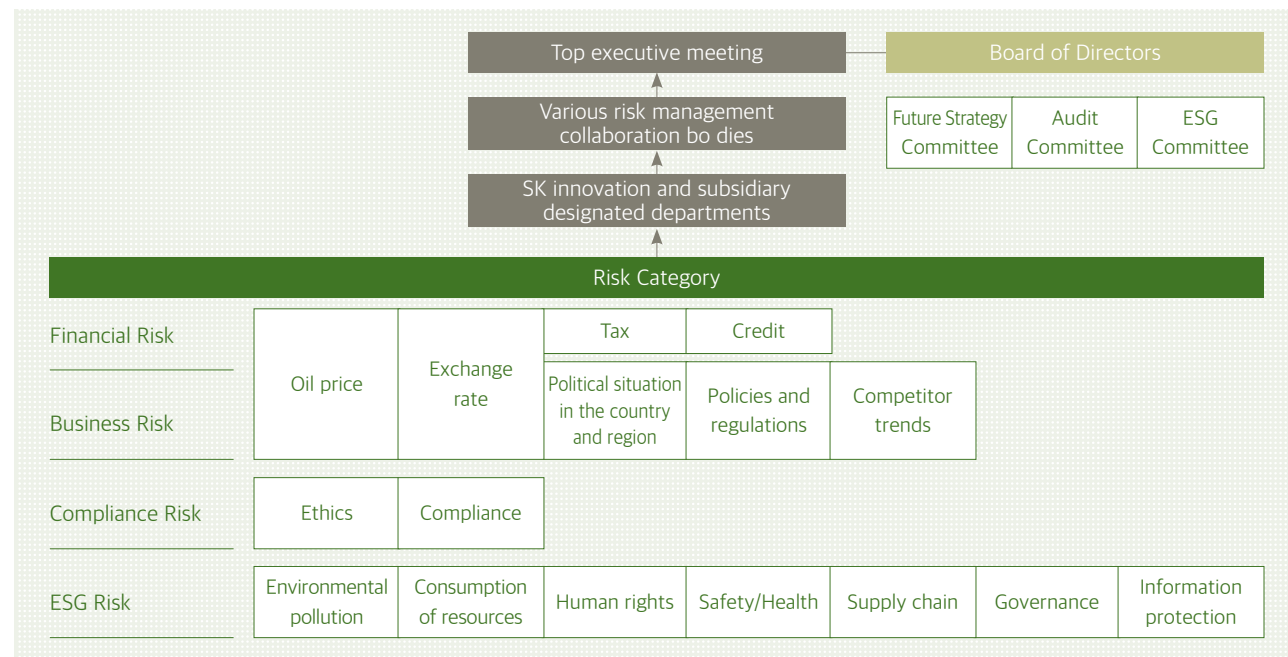 Top executive meeting
Board of Directors
Various risk management
collaboration bo dies
Future Strategy
Committee
Audit
Committee
ESG
Committee
SK innovation and subsidiary
designated departments
Risk Category
Financial Risk
Oil price
Exchange
rate
Tax
Credit
Business Risk
Political situation
in the country
and region
Policies and
regulations
Competitor
trends
Compliance Risk
Ethics
Compliance
ESG Risk
Environmental
pollution
Consumption
of resources
Human rights
Safety/Health
Supply chain
Governance
Information
protection